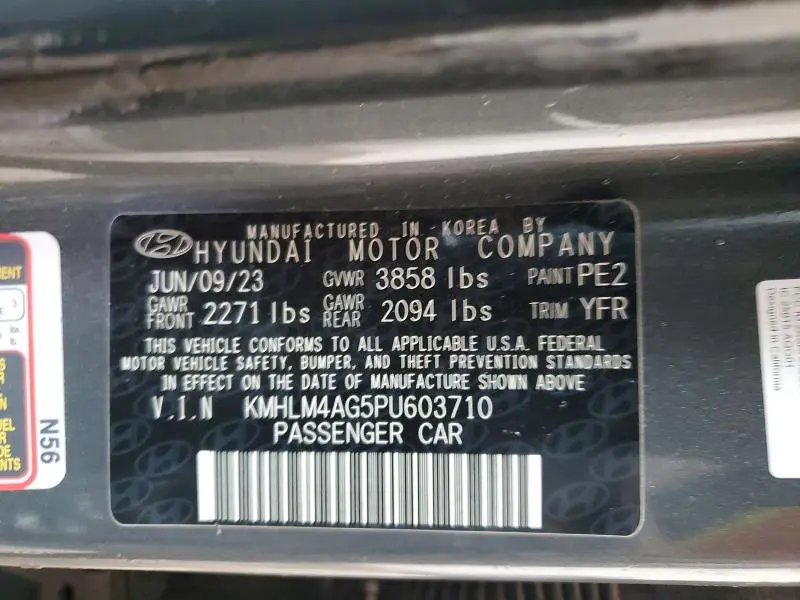 MANUFACTURED IN KOREA BY
HYUNDAI MOTOR COMPANY
JUN/09/23 GVWR 3858 lbs PAINT PE2
GAWR FRONT 2271 lbs GAWR REAR 2094 lbs TRIM YFR
THIS VEHICLE CONFORMS TO ALL APPLICABLE U.S.A. FEDERAL
MOTOR VEHICLE SAFETY, BUMPER, AND THEFT PREVENTION STANDARDS
IN EFFECT ON THE DATE OF MANUFACTURE SHOWN ABOVE
V.I.N KMHLM4AG5PU603710
PASSENGER CAR
N56